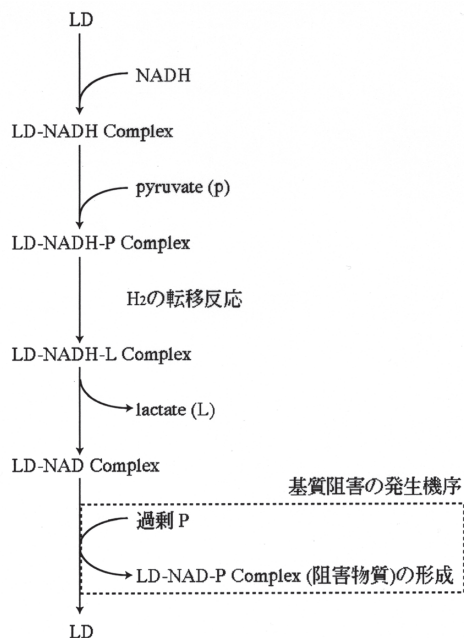 LD
NADH
LD-NADH Complex
pyruvate (p)
LD-NADH-P Complex
H2の転移反応
LD-NADH-L Complex
lactate (L)
LD-NAD Complex
基質阻害の発生機序
過剰 P
LD-NAD-P Complex (阻害物質)の形成
LD